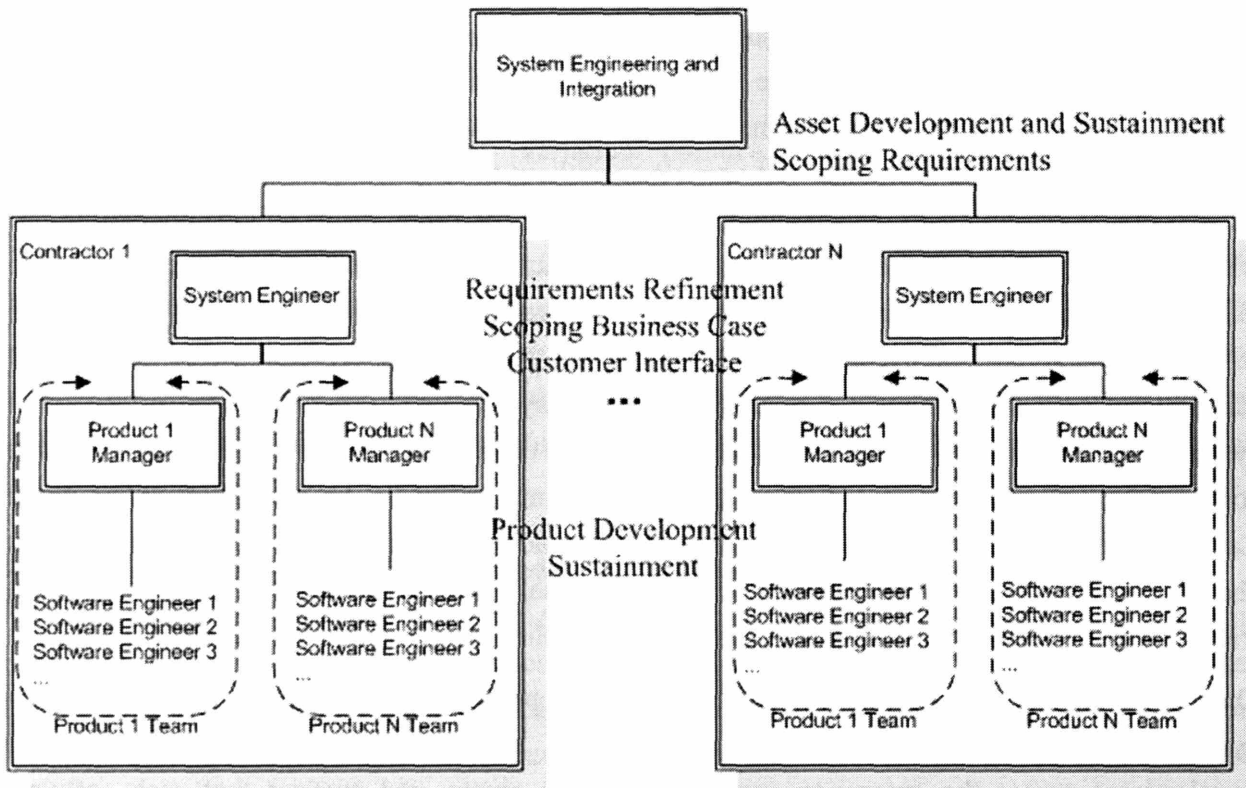 System Engineering and
Integration
Asset Development and Sustainment
Scoping Requirements
Contractor 1
System Engineer
Requirements Refinement
Scoping Business Case
Customer Interface
...
Product 1
Manager
Product N
Manager
Product Development
Sustainment
Software Engineer 1
Software Engineer 2
Software Engineer 3
...
Software Engineer 1
Software Engineer 2
Software Engineer 3
...
Product 1 Team
Product N Team
Contractor N
System Engineer
Product 1
Manager
Product N
Manager
Software Engineer 1
Software Engineer 2
Software Engineer 3
...
Software Engineer 1
Software Engineer 2
Software Engineer 3
...
Product 1 Team
Product N Team